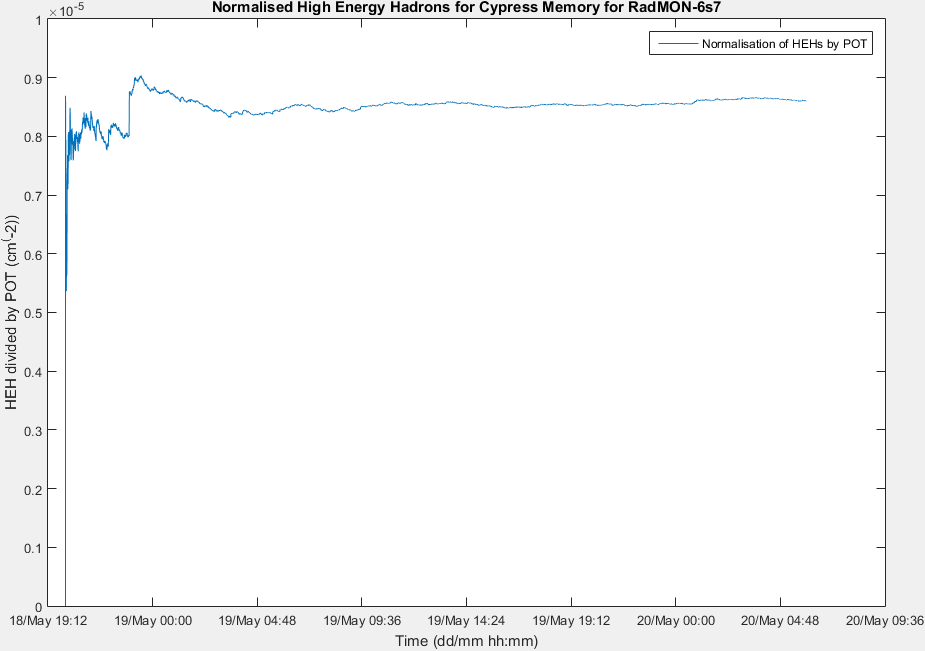 Normalised High Energy Hadrons for Cypress Memory for RadMON-6s7
×10^-5
Normalisation of HEHs by POT
HEH divided by POT (cm^(-2))
1
0.9
0.8
0.7
0.6
0.5
0.4
0.3
0.2
0.1
0
18/May 19:12 19/May 00:00 19/May 04:48 19/May 09:36 19/May 14:24 19/May 19:12 20/May 00:00 20/May 04:48 20/May 09:36
Time (dd/mm hh:mm)